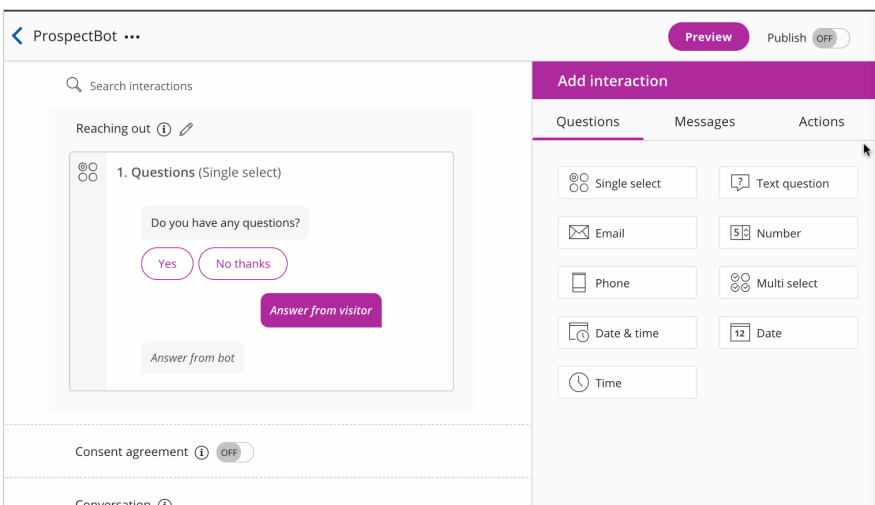 ProspectBot •••
Preview
Publish OFF
Search interactions
Reaching out
1. Questions (Single select)
Do you have any questions?
Yes
No thanks
Answer from visitor
Answer from bot
Consent agreement OFF
Conversation
Add interaction
Questions
Messages
Actions
Single select
Text question
Email
5 Number
Phone
Multi select
Date & time
12 Date
Time